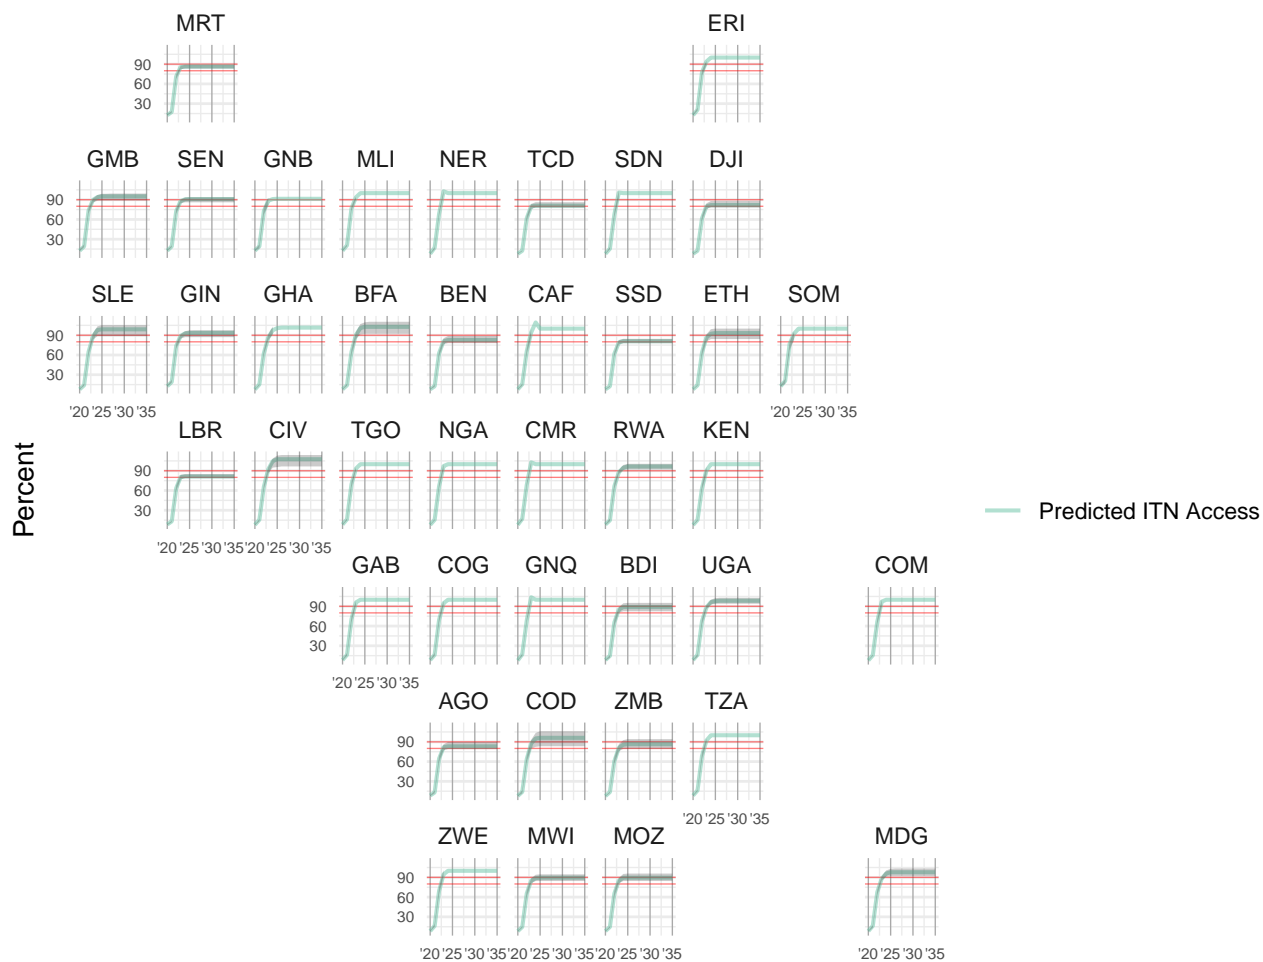 MRT ERI
90
60
30
GMB SEN GNB MLI NER TCD SDN DJI
90
60
30
SLE GIN GHA BFA BEN CAF SSD ETH SOM
90
60
30
'20 '25 '30 '35 '20 '25 '30 '35
LBR CIV TGO NGA CMR RWA KEN
90
60
30
'20 '25 '30 '35 '20 '25 '30 '35
Percent
Predicted ITN Access
GAB COG GNQ BDI UGA COM
90
60
30
'20 '25 '30 '35
AGO COD ZMB TZA
90
60
30
'20 '25 '30 '35
ZWE MWI MOZ MDG
90
60
30
'20 '25 '30 '35 '20 '25 '30 '35 '20 '25 '30 '35 '20 '25 '30 '35